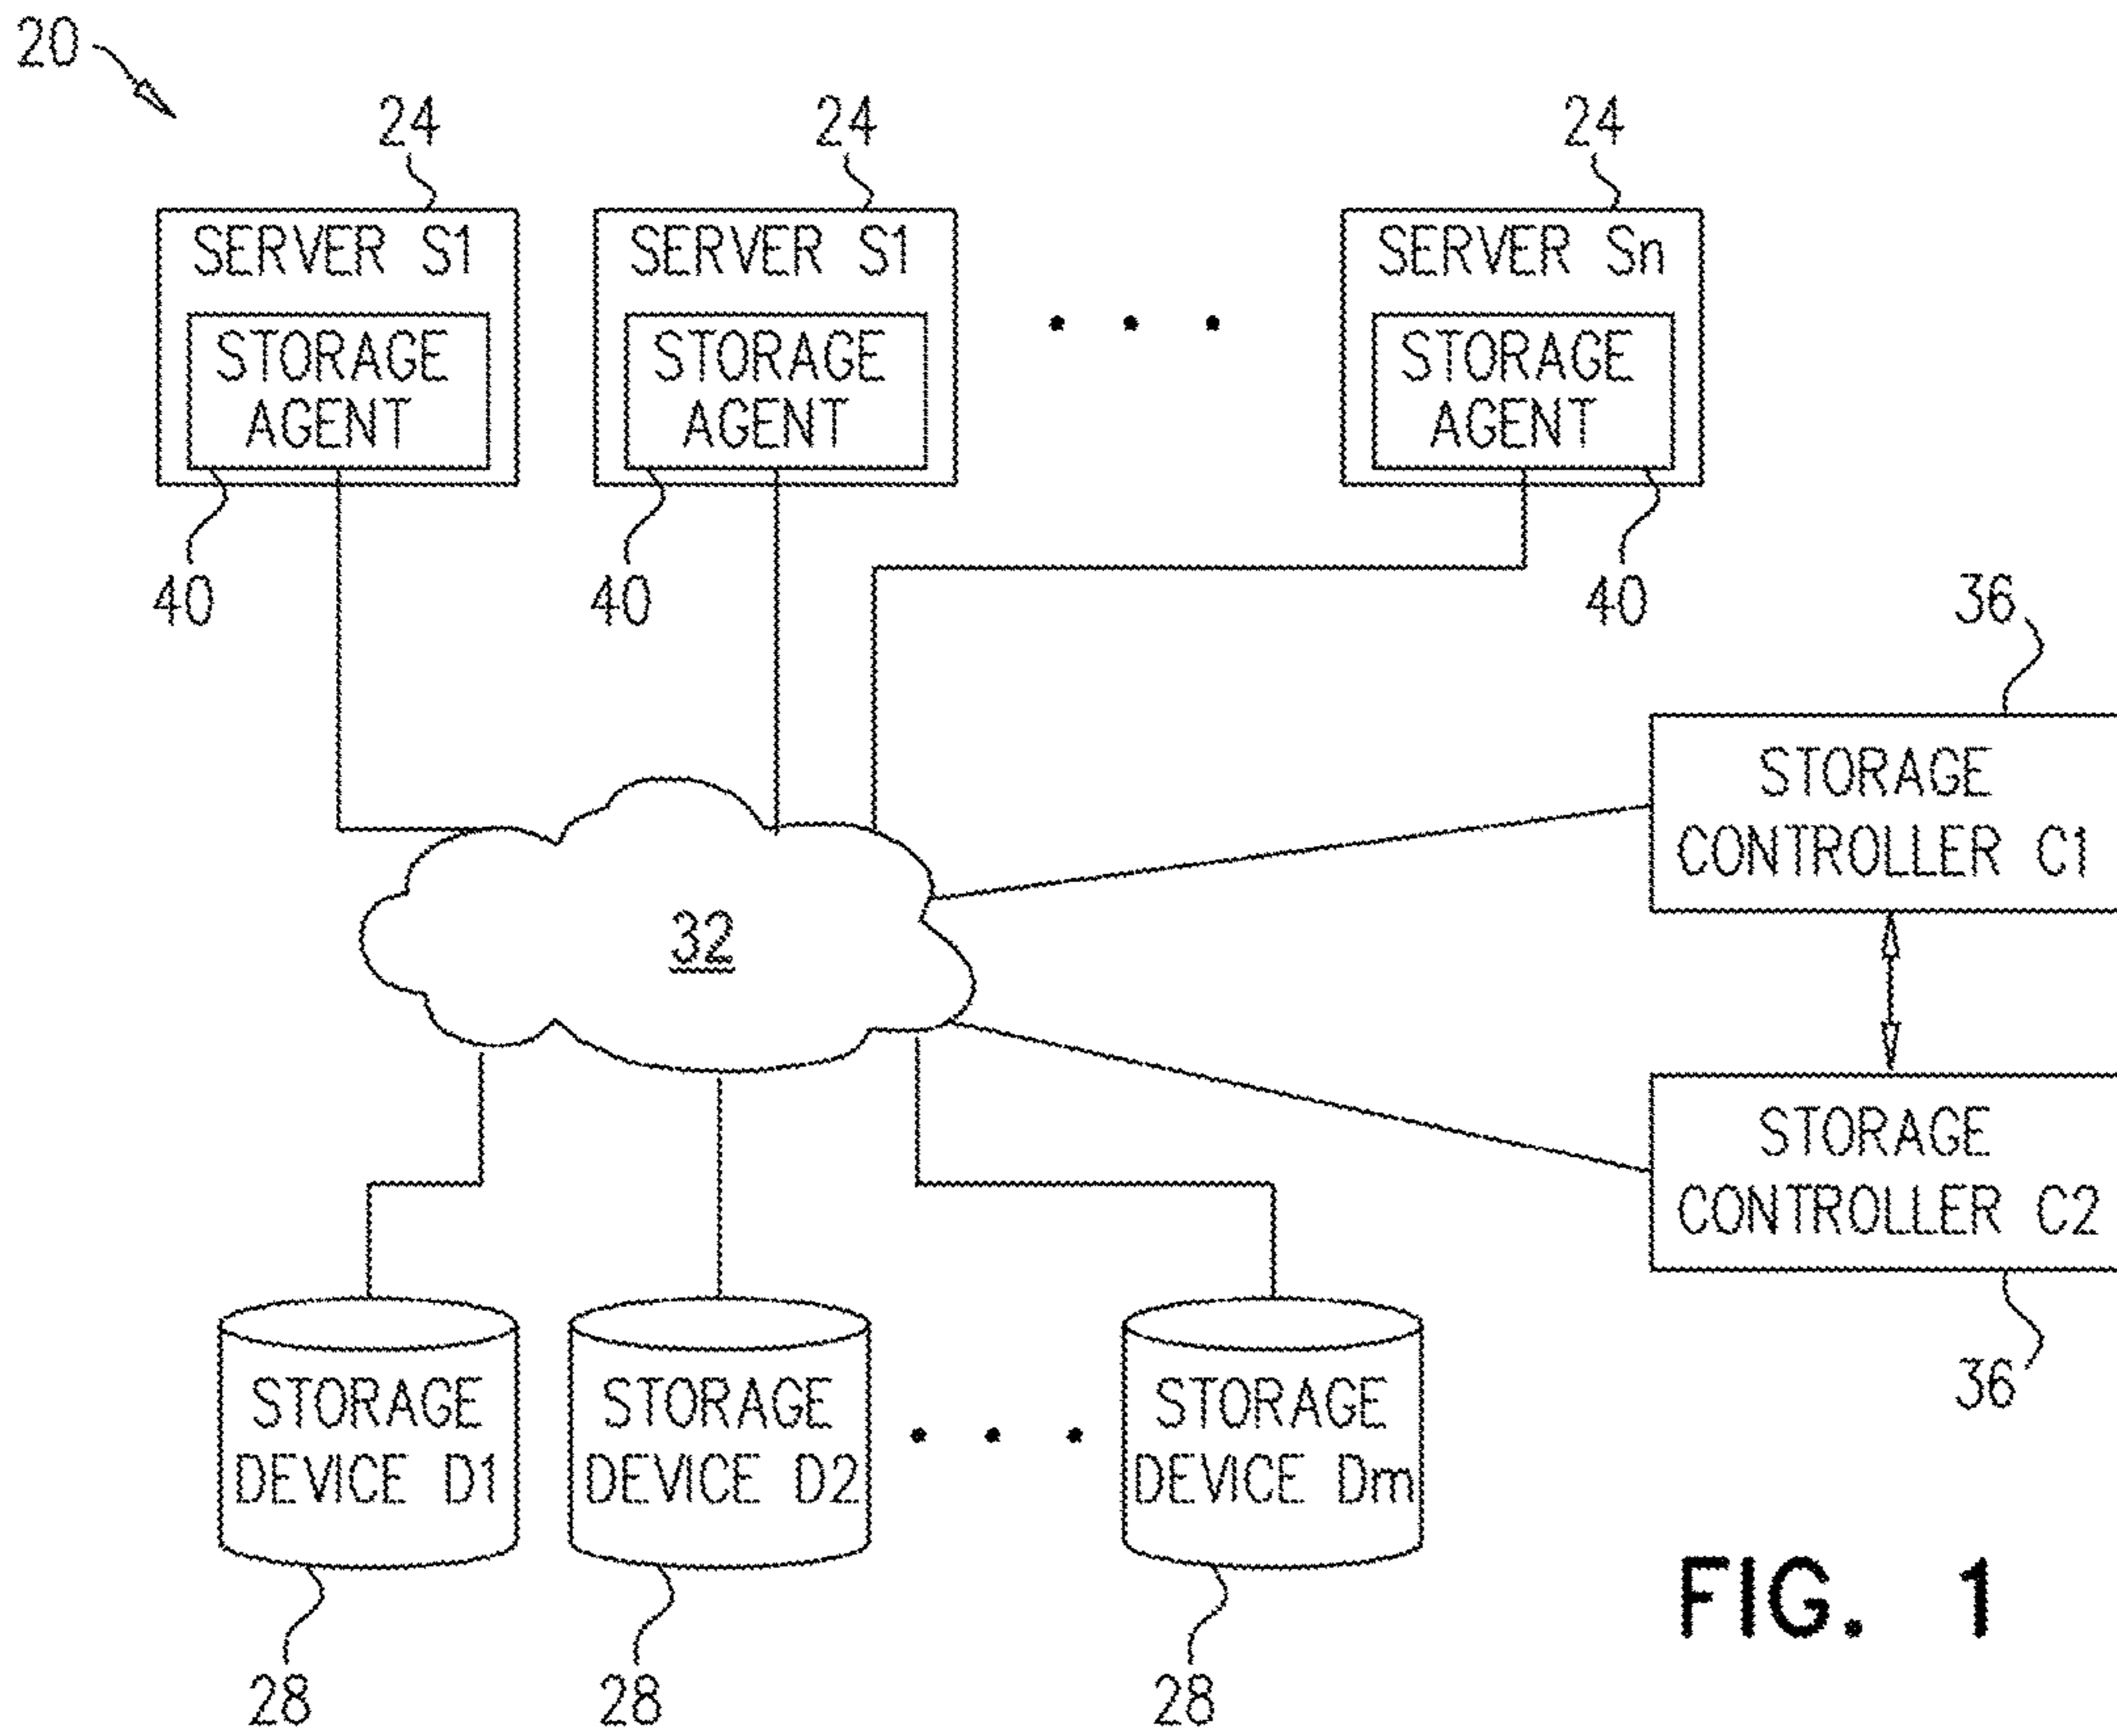 20
24 24 24
SERVER S1 SERVER S1 SERVER Sn
STORAGE STORAGE STORAGE
AGENT AGENT AGENT
40 40 40
36
STORAGE
CONTROLLER C1
32
STORAGE
CONTROLLER C2
36
STORAGE STORAGE STORAGE
DEVICE D1 DEVICE D2 DEVICE Dm
28 28 28
FIG. 1